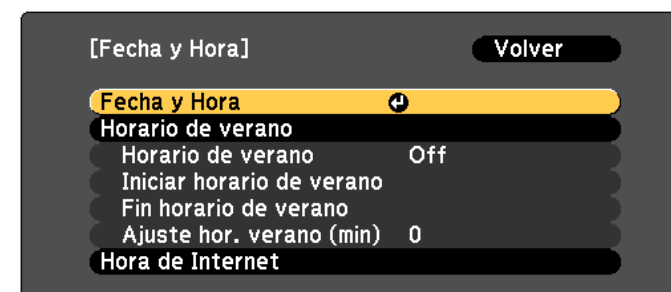 [Fecha y Hora] Volver
Fecha y Hora
Horario de verano
Horario de verano Off
Iniciar horario de verano
Fin horario de verano
Ajuste hor. verano (min) 0
Hora de Internet